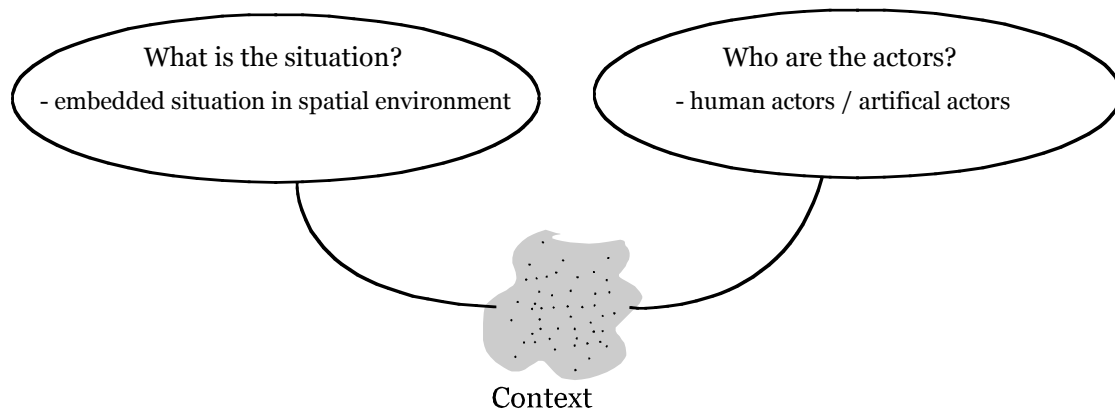 What is the situation?
- embedded situation in spatial environment
Who are the actors?
- human actors / artifical actors
Context